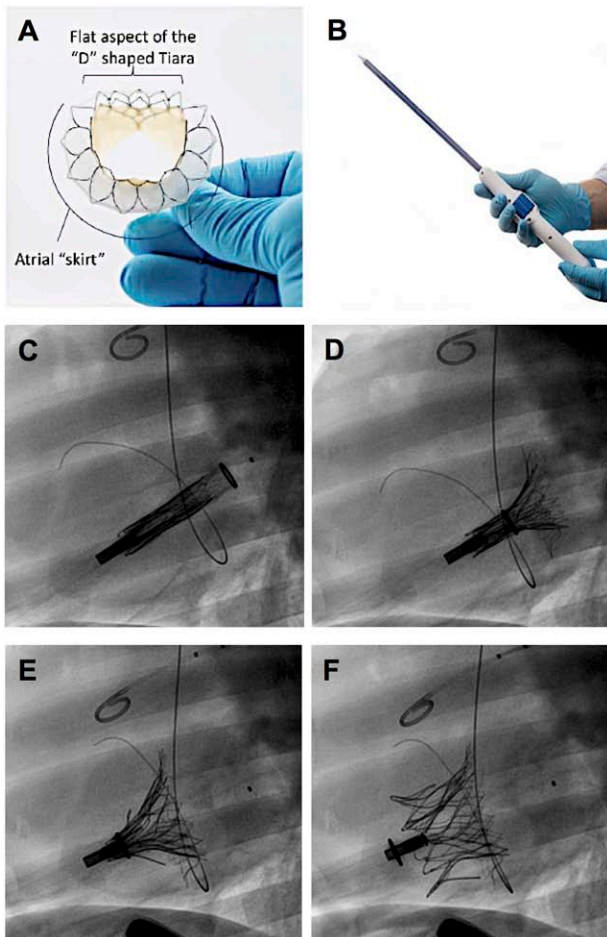 A
Flat aspect of the
"D" shaped Tiara
Atrial "skirt"
B
C
D
E
F